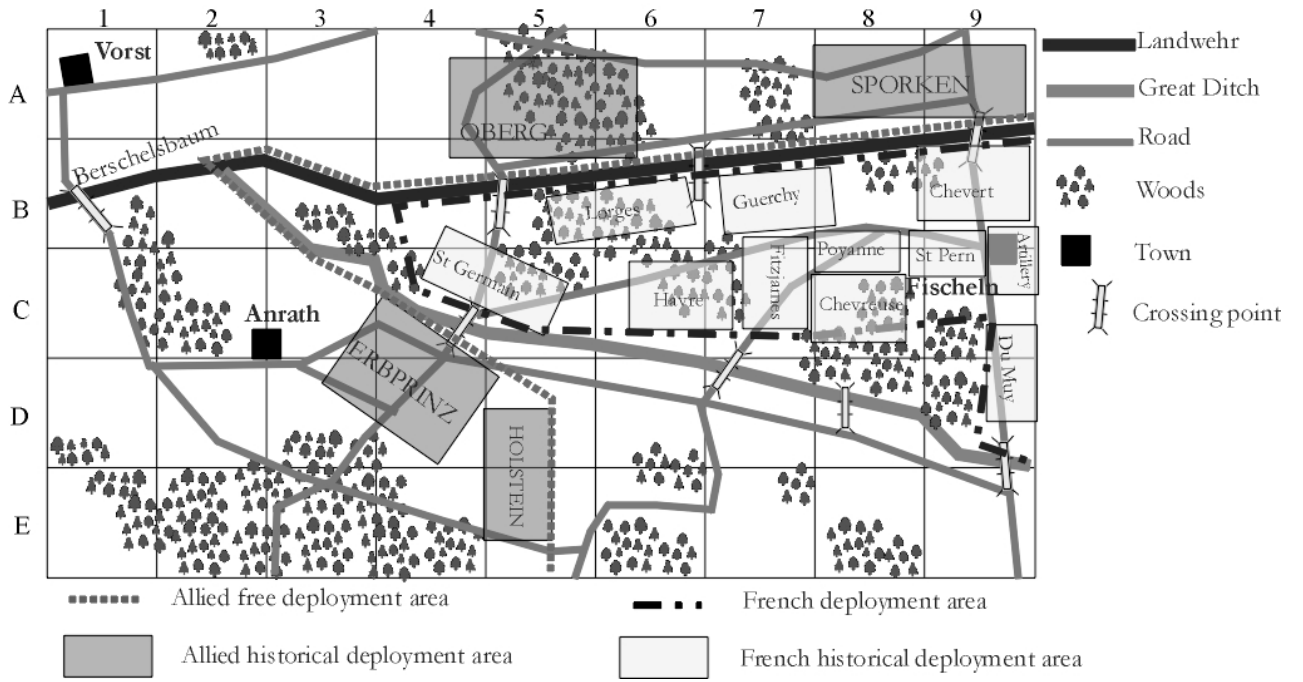 1 2 3 4 5 6 7 8 9
A
B
C
D
E
Vorst
Berschelsbaum
OBERG
SPORKEN
Lorges
Guerchy
Chevert
St Germain
Havre
Fitzjames
Poyanne
St Pern
Artillery
Chevreuse
Fischeln
Anrath
ERBPRINZ
HOLSTEIN
Du Muy
Landwehr
Great Ditch
Road
Woods
Town
Crossing point
Allied free deployment area
French deployment area
Allied historical deployment area
French historical deployment area